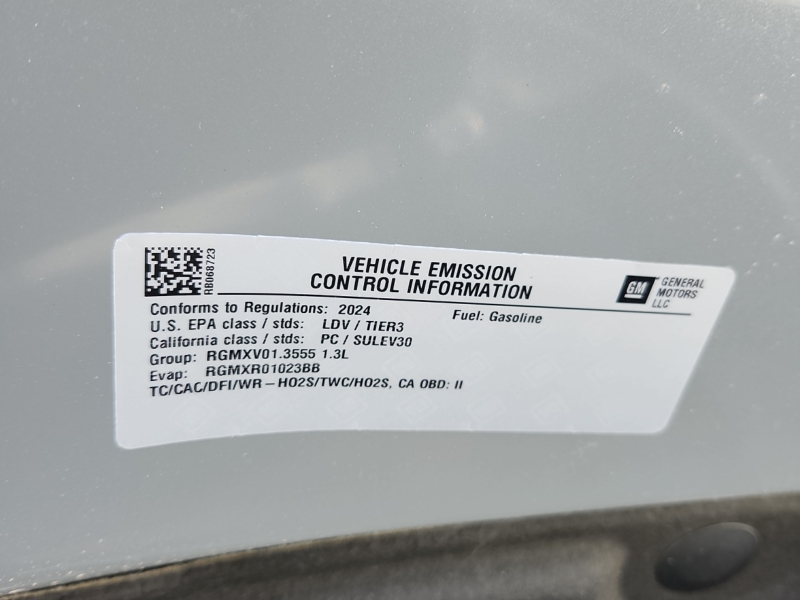 RB068723
VEHICLE EMISSION
CONTROL INFORMATION
GM
GENERAL
MOTORS
LLC
Conforms to Regulations: 2024
Fuel: Gasoline
U.S. EPA class / stds: LDV / TIER3
California class / stds: PC / SULEV30
Group: RGMXV01.3555 1.3L
Evap: RGMXR01023BB
TC/CAC/DFI/WR-HO2S/TWC/HO2S, CA OBD: II